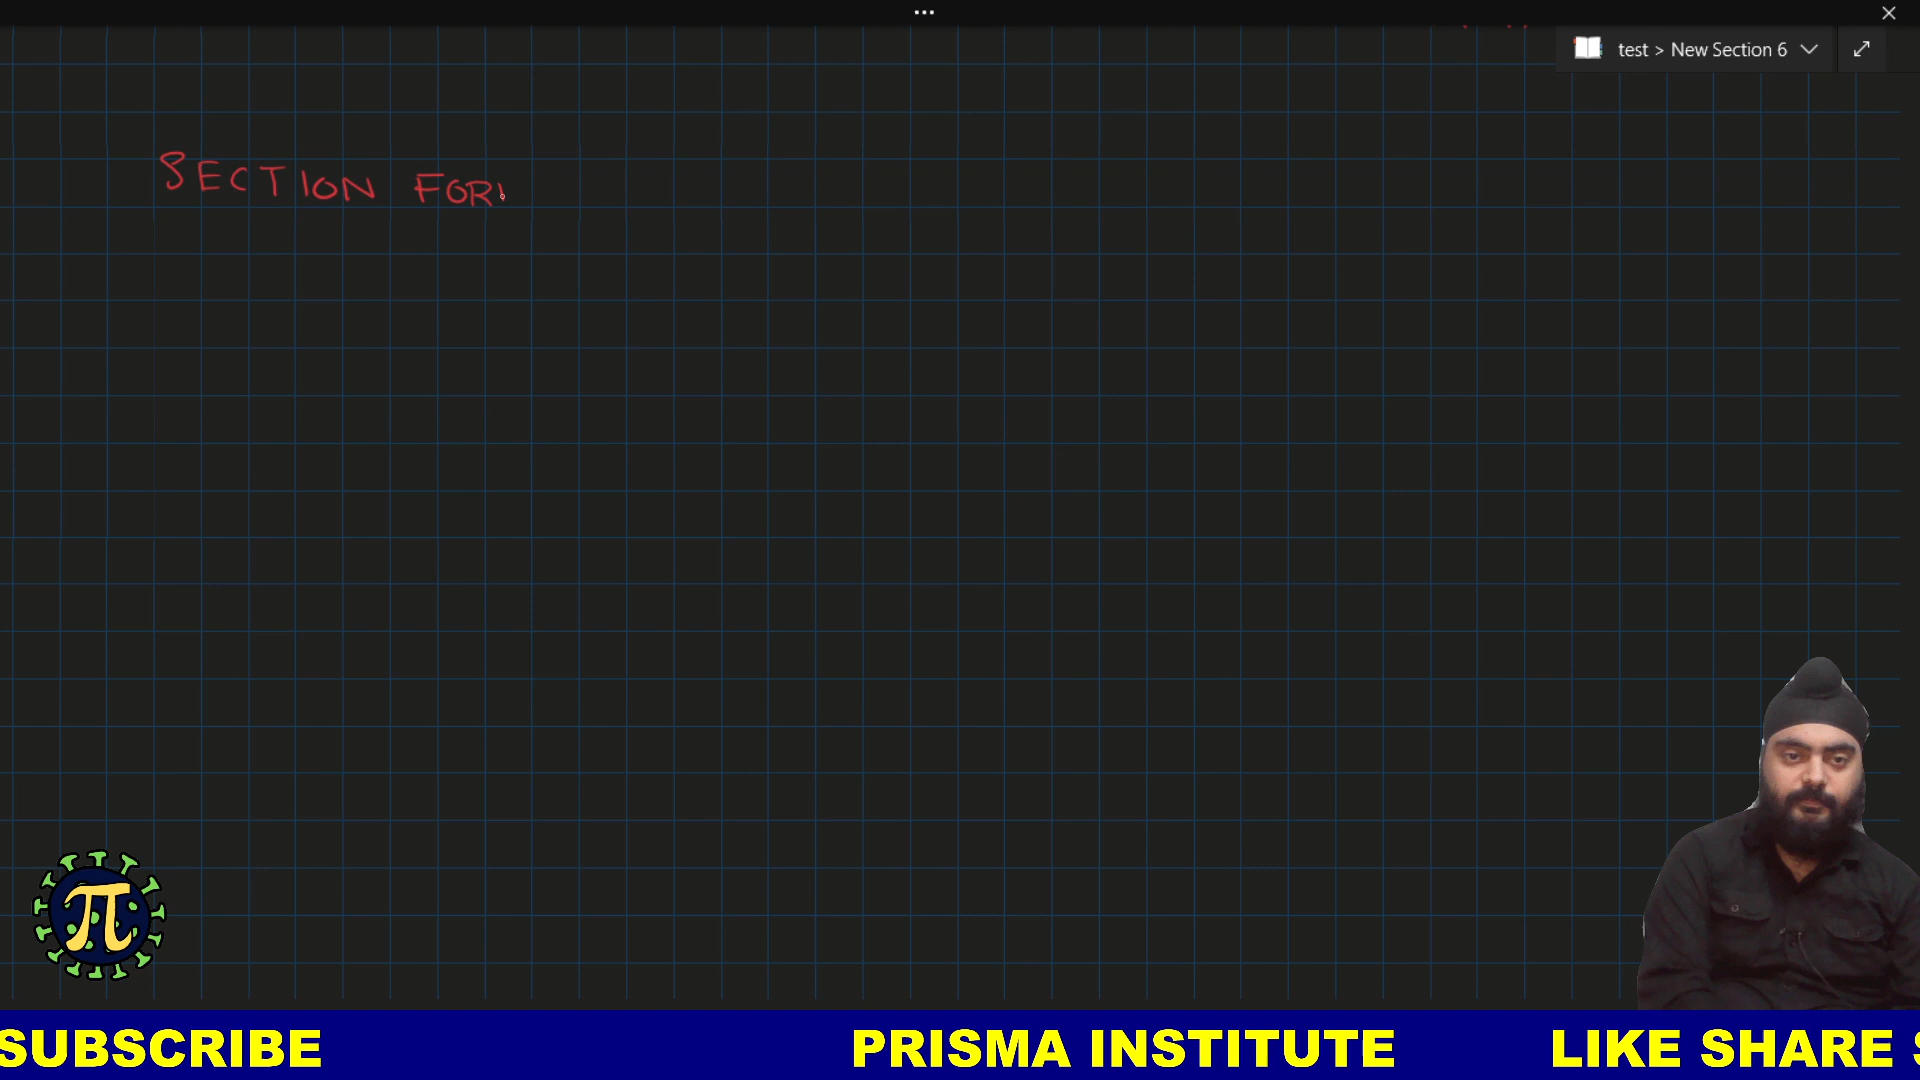 test > New Section 6
SECTION FOR
π
SUBSCRIBE PRISMA INSTITUTE LIKE SHARE S